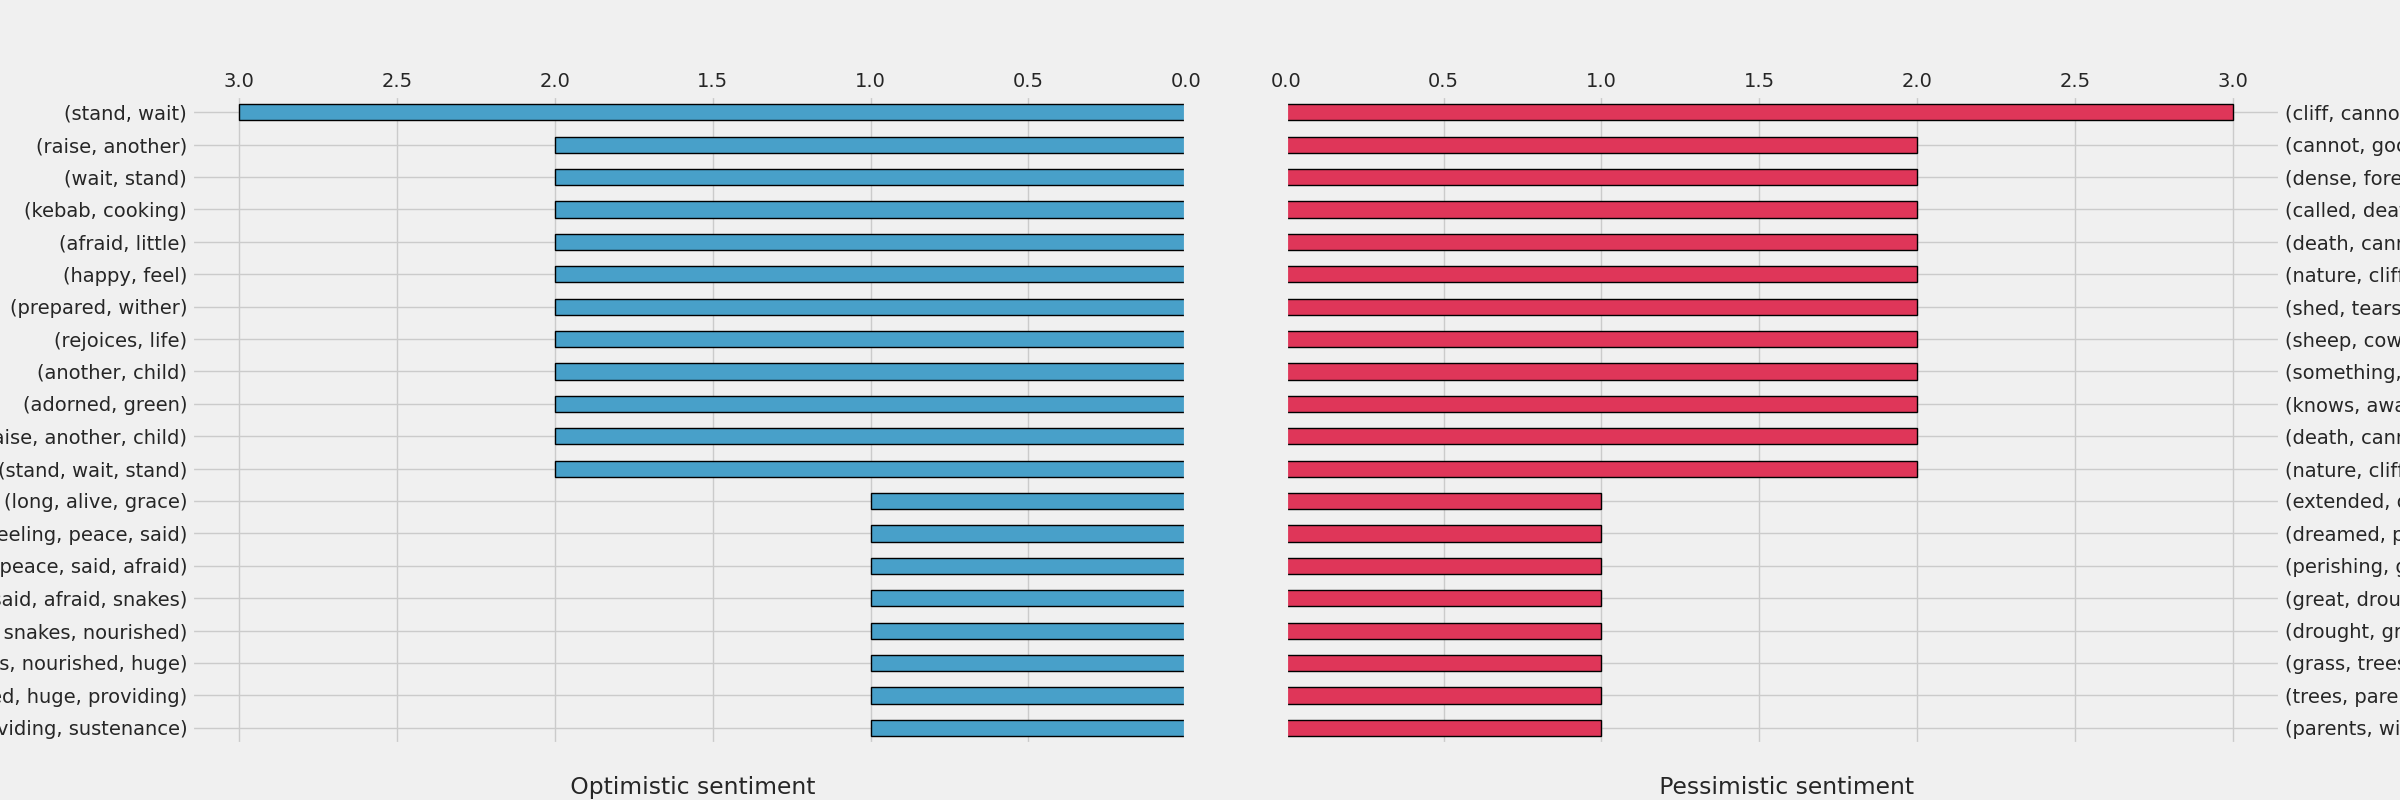 3.0 2.5 2.0 1.5 1.0 0.5 0.0
(stand, wait)
(raise, another)
(wait, stand)
(kebab, cooking)
(afraid, little)
(happy, feel)
(prepared, wither)
(rejoices, life)
(another, child)
(adorned, green)
aise, another, child)
(stand, wait, stand)
(long, alive, grace)
eeling, peace, said)
peace, said, afraid)
said, afraid, snakes)
snakes, nourished)
s, nourished, huge)
ed, huge, providing)
viding, sustenance)
Optimistic sentiment
0.0 0.5 1.0 1.5 2.0 2.5 3.0
(cliff, canno
(cannot, goo
(dense, fore
(called, dea
(death, can
(nature, clif
(shed, tears
(sheep, cow
(something,
(knows, awa
(death, can
(nature, clif
(extended,
(dreamed, p
(perishing, g
(great, drou
(drought, gr
(grass, trees
(trees, pare
(parents, wi
Pessimistic sentiment